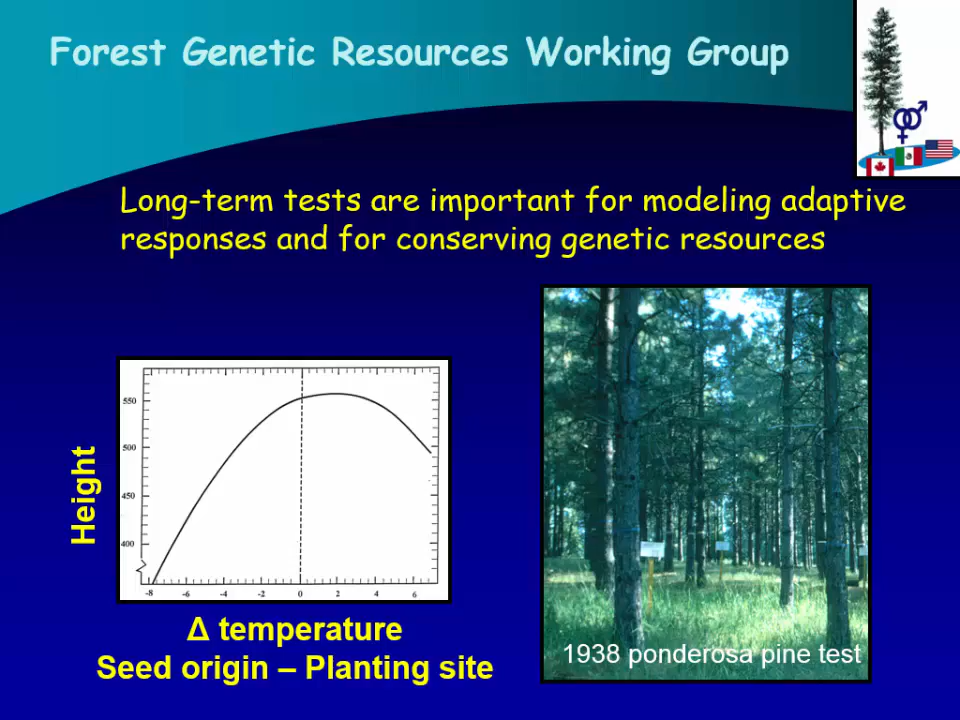 Forest Genetic Resources Working Group
Long-term tests are important for modeling adaptive
responses and for conserving genetic resources
Height
550
500
450
400
-8 -6 -4 -2 0 2 4 6
Δ temperature
Seed origin – Planting site
1938 ponderosa pine test